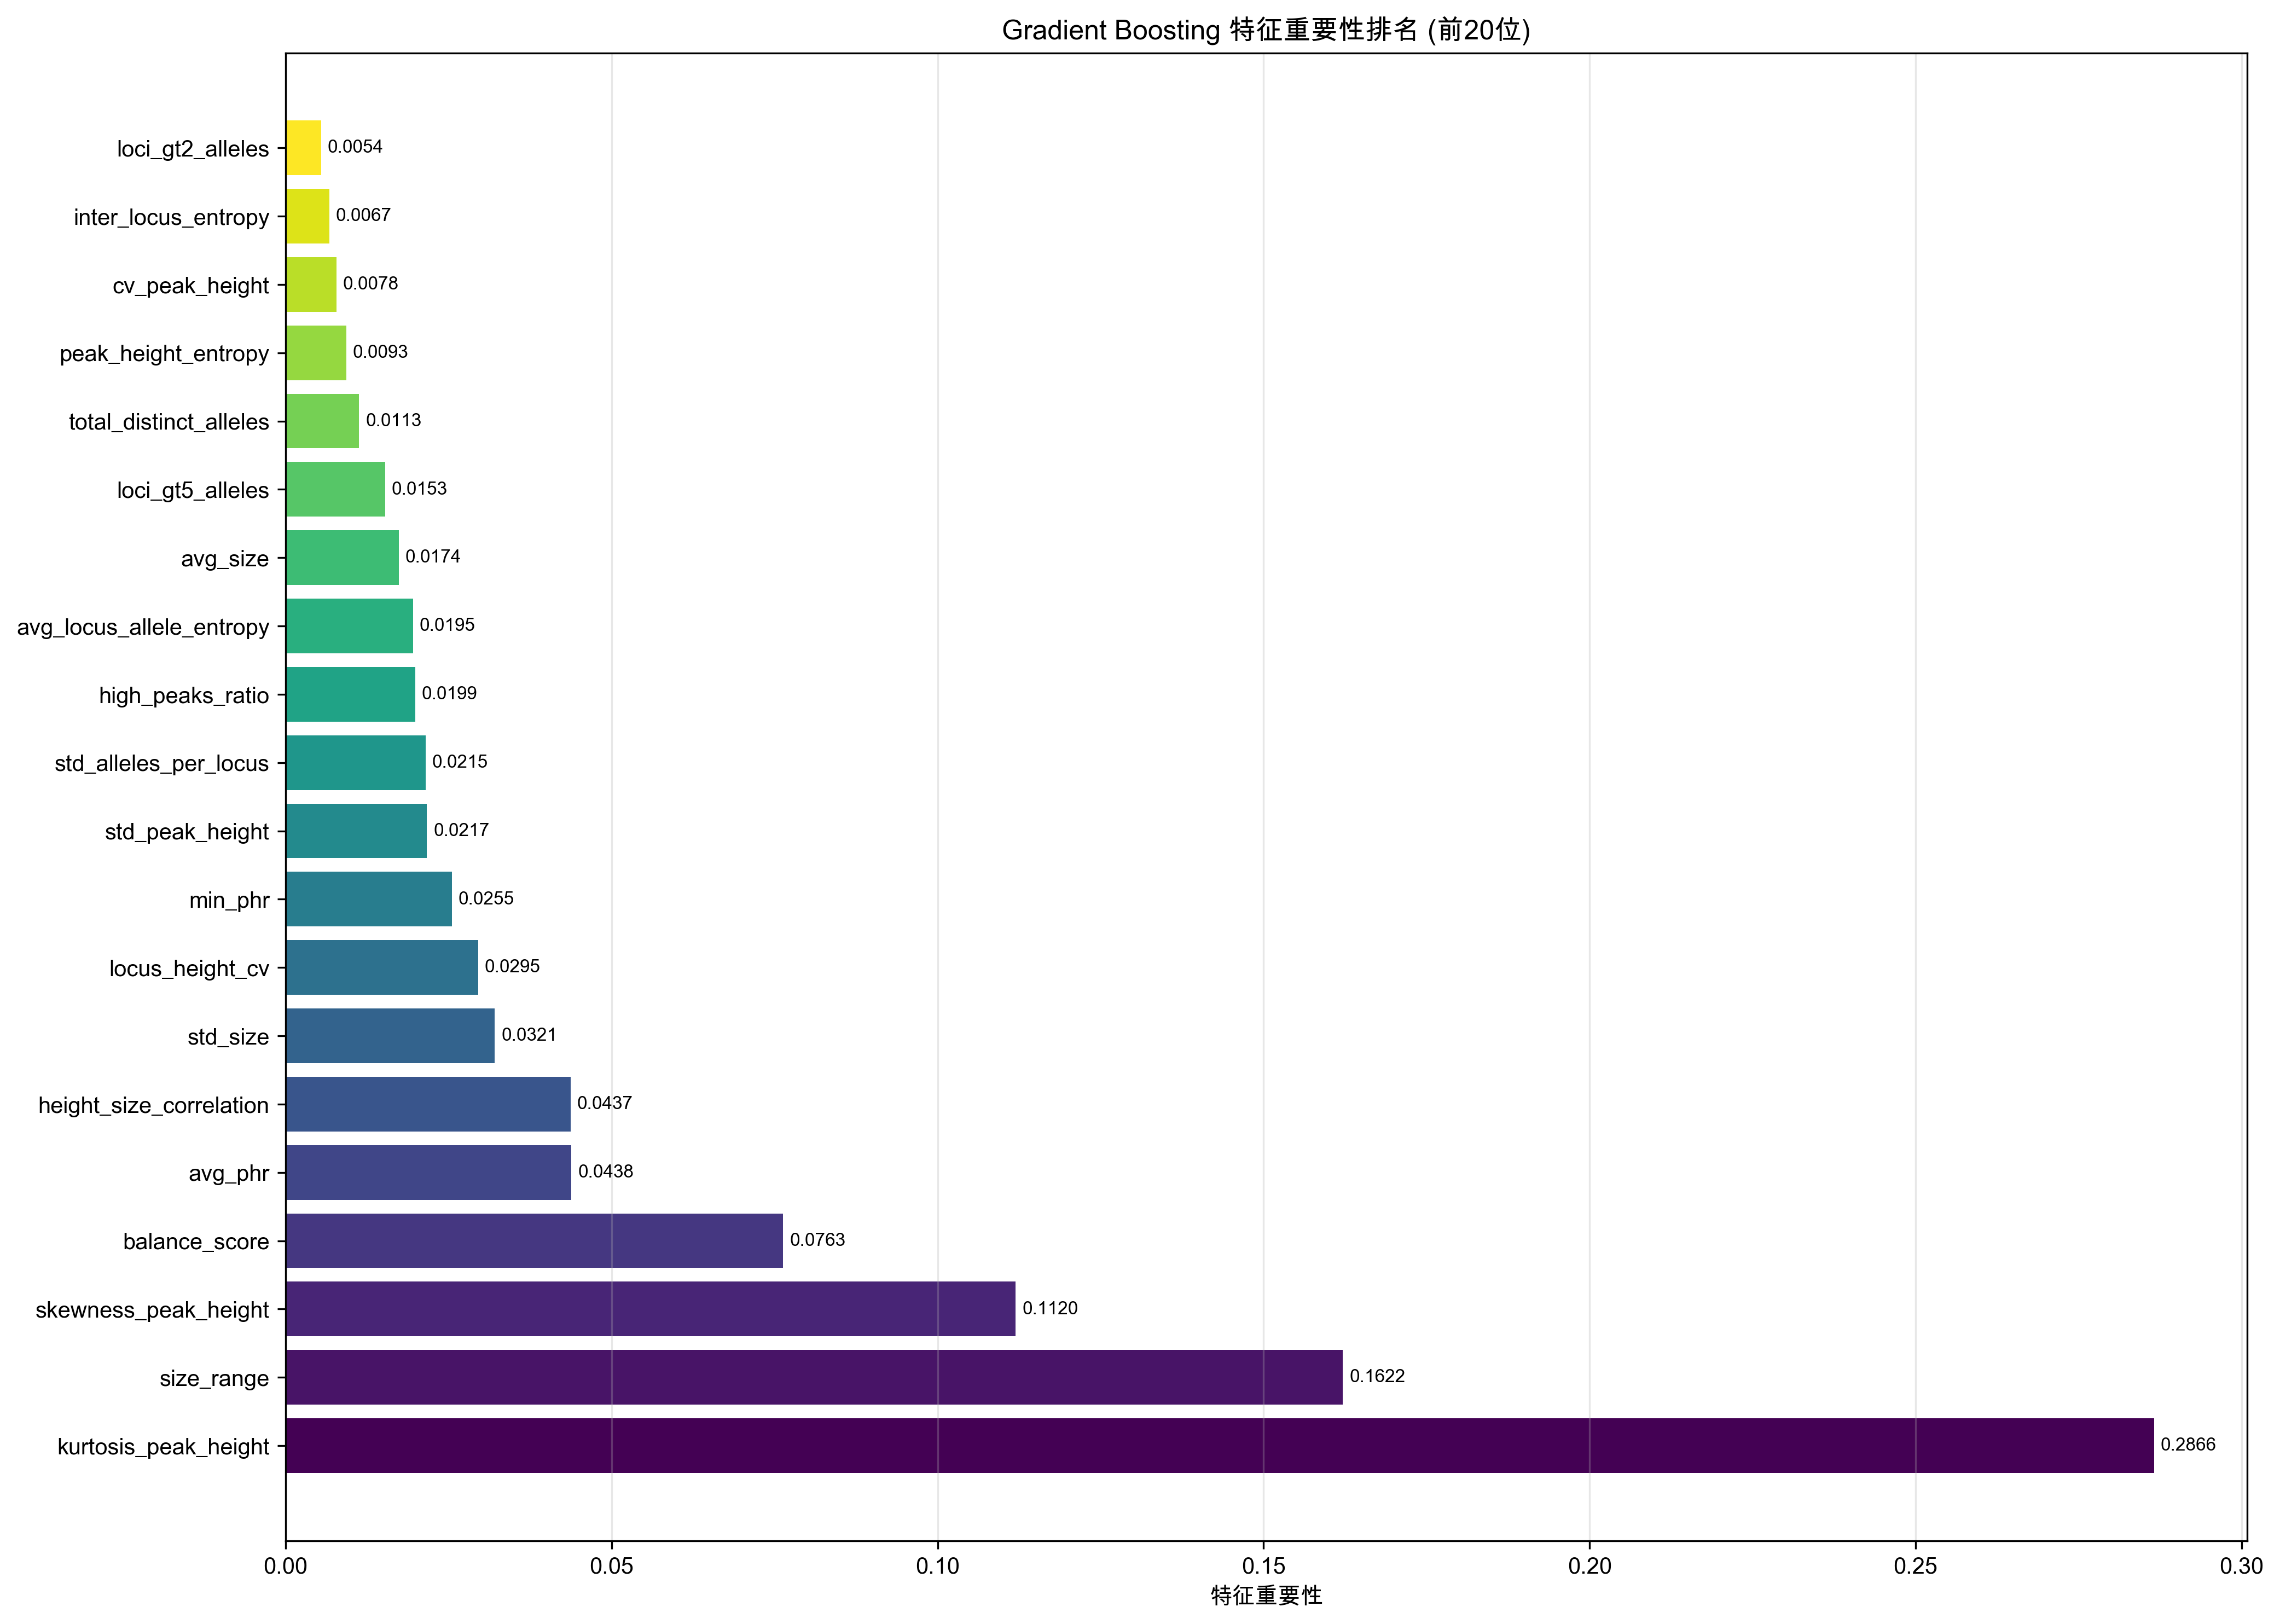 Gradient Boosting 特征重要性排名 (前20位)
loci_gt2_alleles 0.0054
inter_locus_entropy 0.0067
cv_peak_height 0.0078
peak_height_entropy 0.0093
total_distinct_alleles 0.0113
loci_gt5_alleles 0.0153
avg_size 0.0174
avg_locus_allele_entropy 0.0195
high_peaks_ratio 0.0199
std_alleles_per_locus 0.0215
std_peak_height 0.0217
min_phr 0.0255
locus_height_cv 0.0295
std_size 0.0321
height_size_correlation 0.0437
avg_phr 0.0438
balance_score 0.0763
skewness_peak_height 0.1120
size_range 0.1622
kurtosis_peak_height 0.2866
0.00 0.05 0.10 0.15 0.20 0.25 0.30
特征重要性